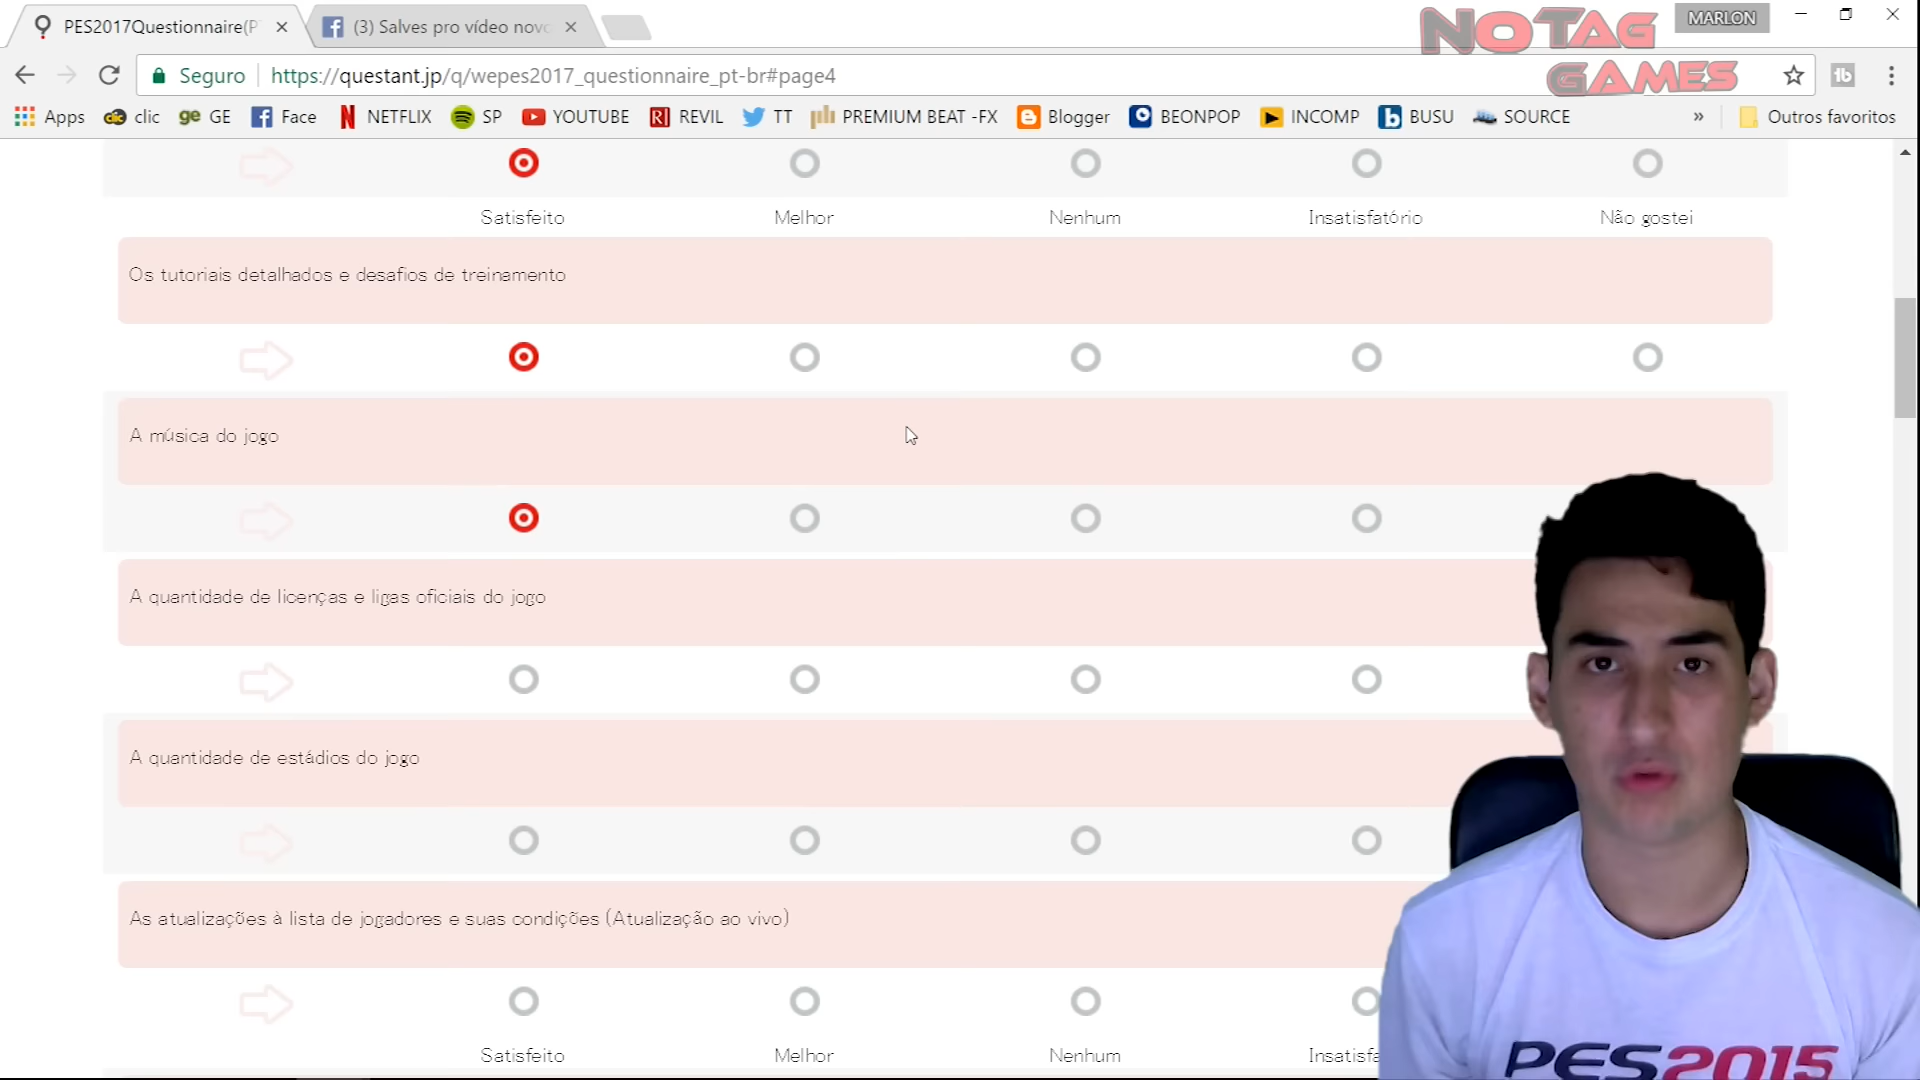 PES2017Questionnaire(P
(3) Salves pro vídeo novo
NoTAG
GAMES
MARLON
Seguro
https://questant.jp/q/wepes2017_questionnaire_pt-br#page4
Apps
clic
ge GE
Face
NETFLIX
SP
YOUTUBE
REVIL
TT
PREMIUM BEAT -FX
Blogger
BEONPOP
INCOMP
BUSU
SOURCE
»
Outros favoritos
Satisfeito Melhor Nenhum Insatisfatório Não gostei
Os tutoriais detalhados e desafios de treinamento
A música do jogo
A quantidade de licenças e ligas oficiais do jogo
A quantidade de estádios do jogo
As atualizações à lista de jogadores e suas condições (Atualização ao vivo)
Satisfeito Melhor Nenhum Insatisfa
PES2015